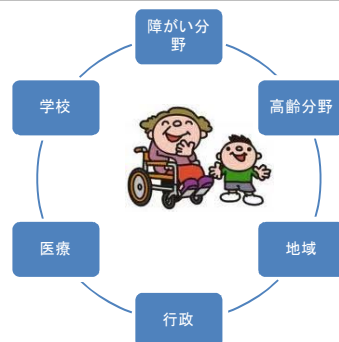 障がい分
野
高齢分野
地域
行政
医療
学校